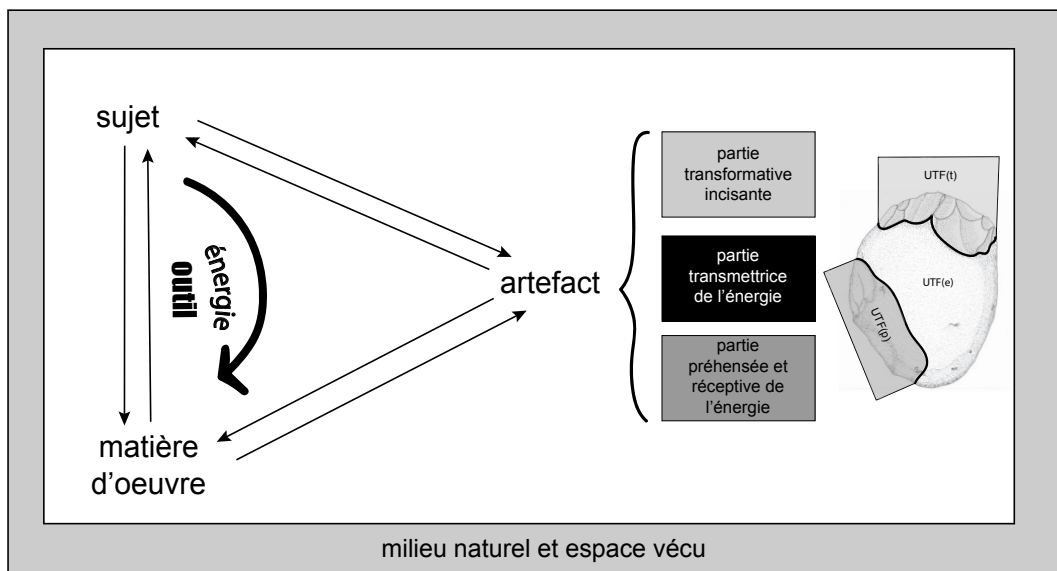 sujet
énergie
outil
matière
d'oeuvre
artefact
partie
transformative
incisante
partie
transmettrice
de l'énergie
partie
préhensée et
réceptive de
l'énergie
UTF(t)
UTF(e)
UTF(p)
milieu naturel et espace vécu